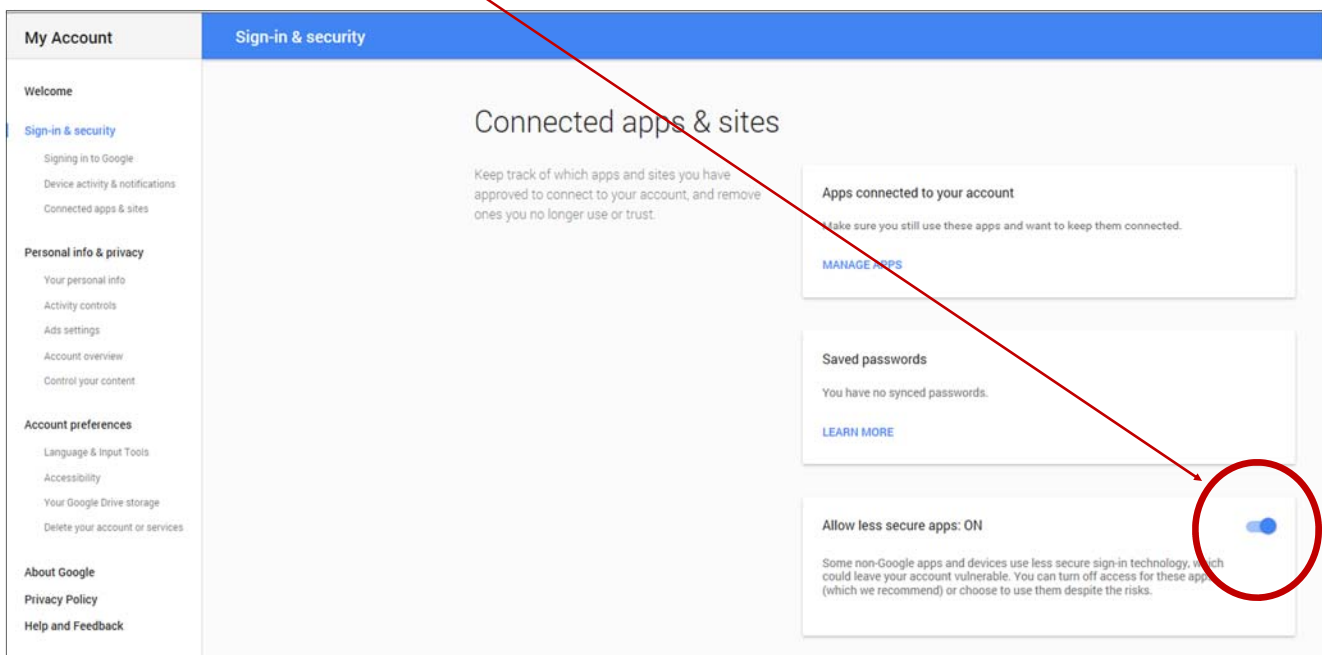 My Account
Sign-in & security
Welcome
Sign-in & security
Signing in to Google
Device activity & notifications
Connected apps & sites
Personal info & privacy
Your personal info
Activity controls
Ads settings
Account overview
Control your content
Account preferences
Language & Input Tools
Accessibility
Your Google Drive storage
Delete your account or services
About Google
Privacy Policy
Help and Feedback
Connected apps & sites
Keep track of which apps and sites you have
approved to connect to your account, and remove
ones you no longer use or trust.
Apps connected to your account
Make sure you still use these apps and want to keep them connected.
MANAGE APPS
Saved passwords
You have no synced passwords.
LEARN MORE
Allow less secure apps: ON
Some non-Google apps and devices use less secure sign-in technology, which
could leave your account vulnerable. You can turn off access for these apps
(which we recommend) or choose to use them despite the risks.